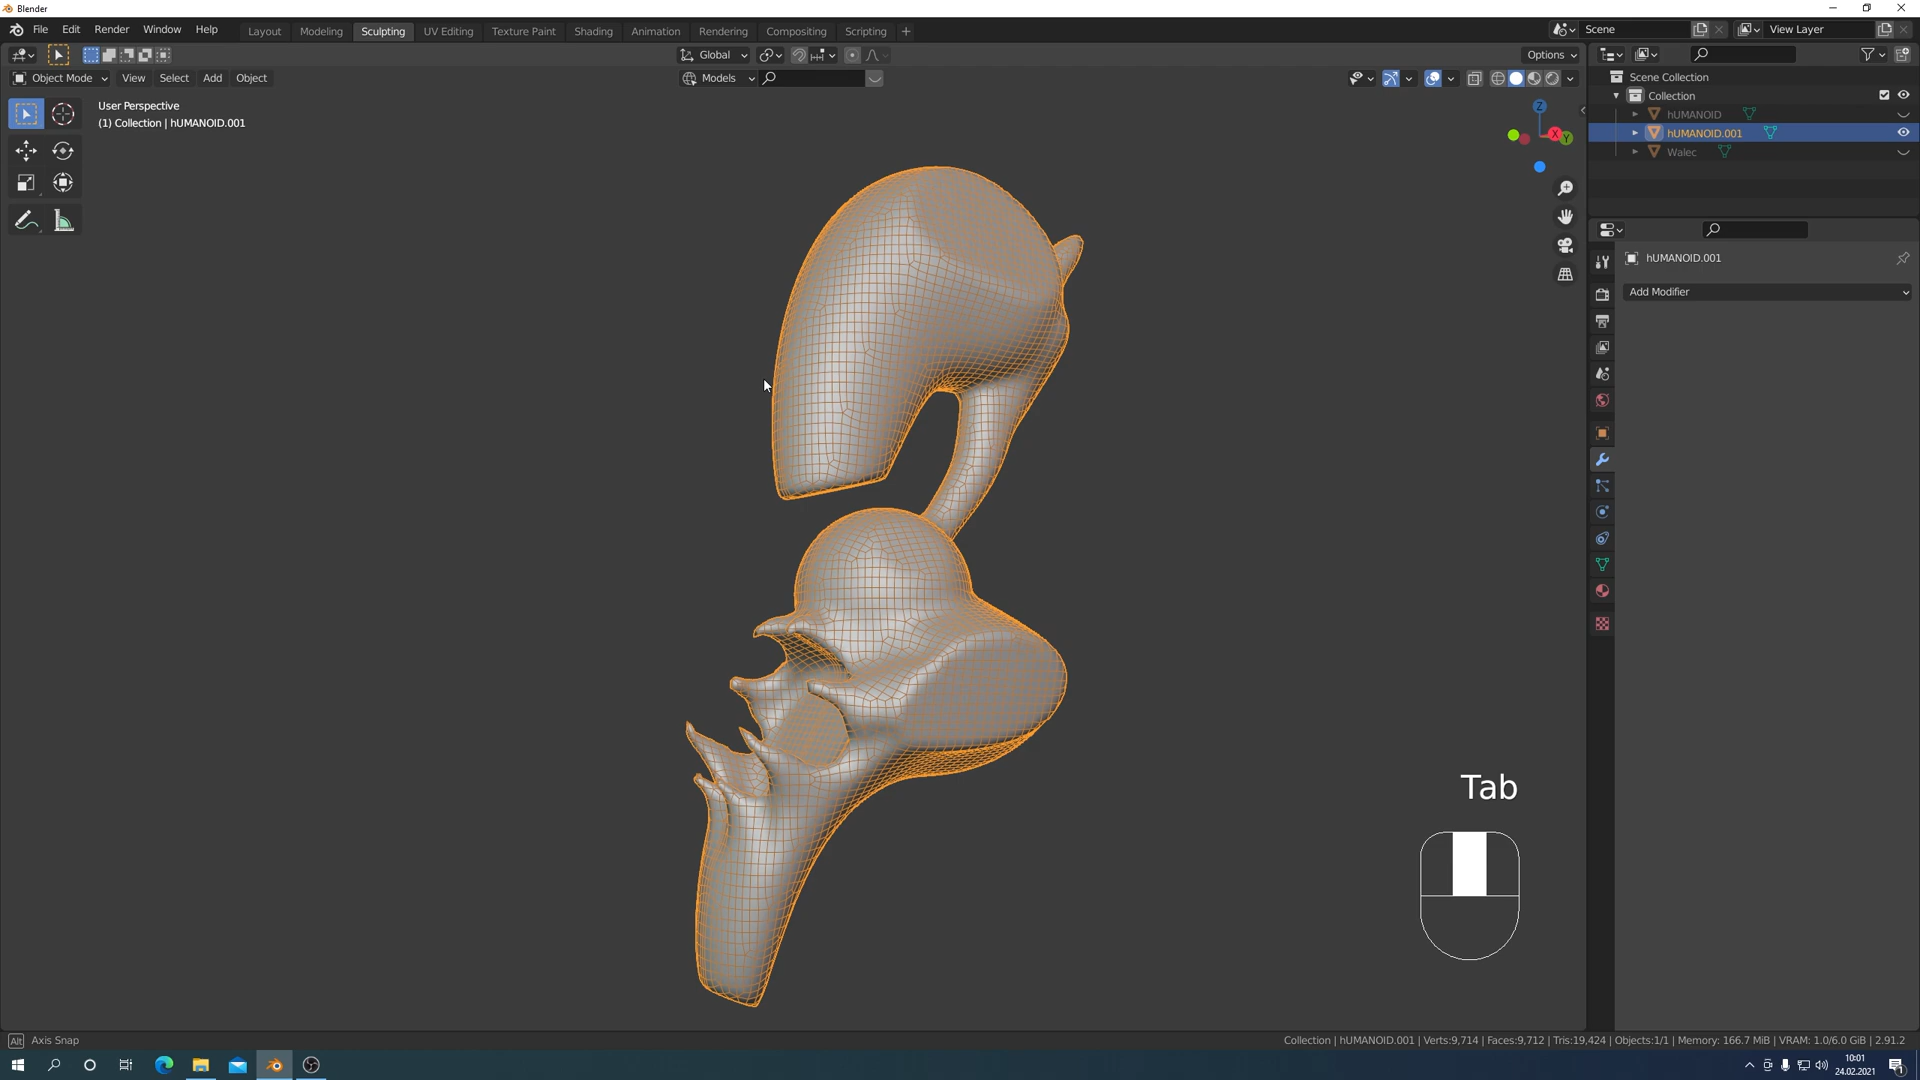 Blender
File Edit Render Window Help
Layout Modeling Sculpting UV Editing Texture Paint Shading Animation Rendering Compositing Scripting +
Scene
View Layer
Global
Options
Object Mode View Select Add Object
Models
Scene Collection
Collection
hUMANOID
hUMANOID.001
Walec
User Perspective
(1) Collection | hUMANOID.001
Z
X
Y
hUMANOID.001
Add Modifier
Tab
Alt Axis Snap
Collection | hUMANOID.001 | Verts:9,714 | Faces:9,712 | Tris:19,424 | Objects:1/1 | Memory: 166.7 MiB | VRAM: 1.0/6.0 GiB | 2.91.2
10:01
24.02.2021
1